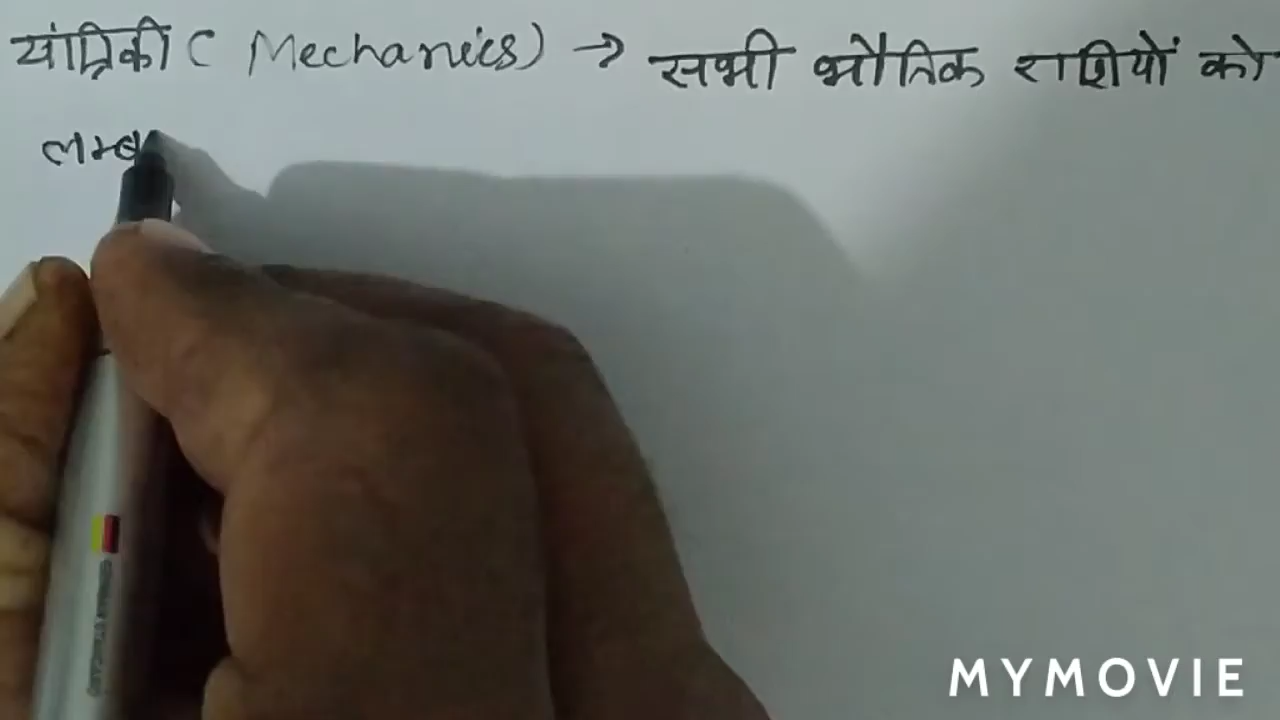 यांत्रिकी ( Mechanics) → सभी भौतिक राशियों को
लम्ब
MYMOVIE